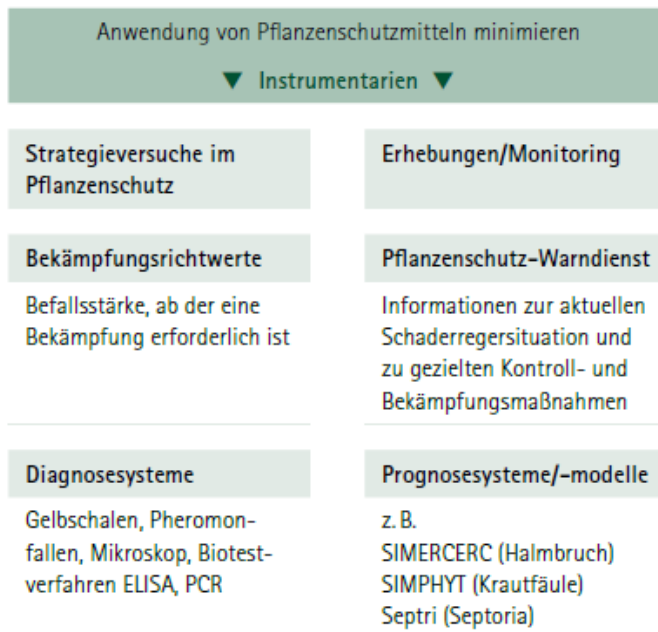 Anwendung von Pflanzenschutzmitteln minimieren
▼ Instrumentarien ▼
Strategieversuche im
Pflanzenschutz
Erhebungen/Monitoring
Bekämpfungsrichtwerte
Befallsstärke, ab der eine
Bekämpfung erforderlich ist
Pflanzenschutz-Warndienst
Informationen zur aktuellen
Schaderregersituation und
zu gezielten Kontroll- und
Bekämpfungsmaßnahmen
Diagnosesysteme
Gelbschalen, Pheromon-
fallen, Mikroskop, Biotest-
verfahren ELISA, PCR
Prognosesysteme/-modelle
z. B.
SIMERCERC (Halmbruch)
SIMPHYT (Krautfäule)
Septri (Septoria)